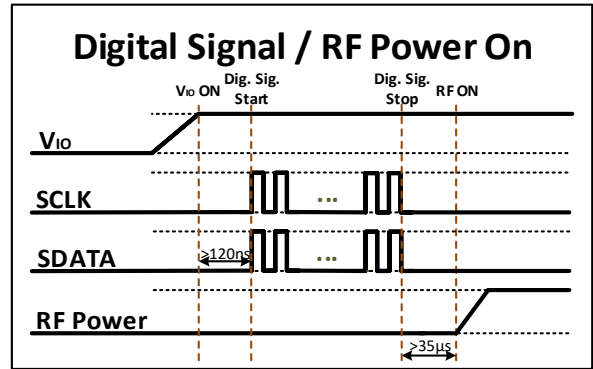 Digital Signal / RF Power On
VIO ON
Dig. Sig.
Start
Dig. Sig.
Stop
RF ON
VIO
SCLK
...
SDATA
>120ns
...
RF Power
>35µs